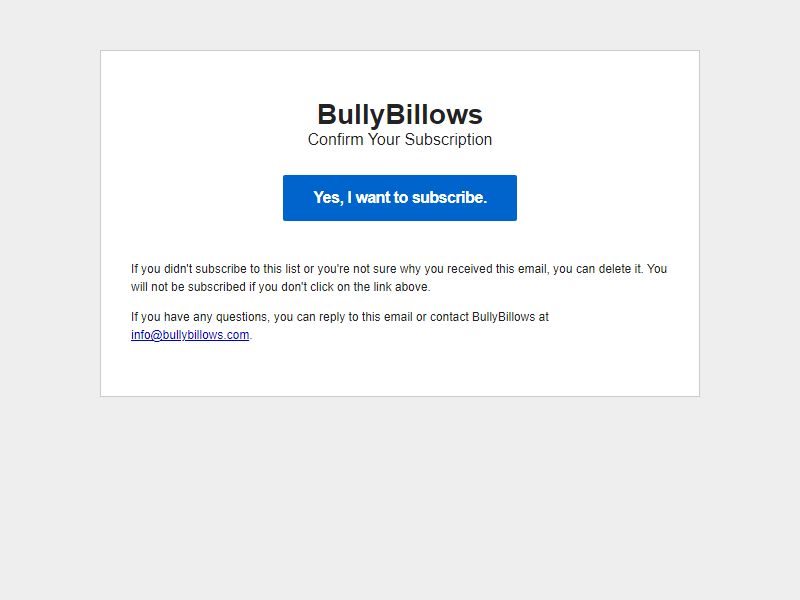 BullyBillows
Confirm Your Subscription
Yes, I want to subscribe.
If you didn't subscribe to this list or you're not sure why you received this email, you can delete it. You
will not be subscribed if you don't click on the link above.
If you have any questions, you can reply to this email or contact BullyBillows at
info@bullybillows.com.